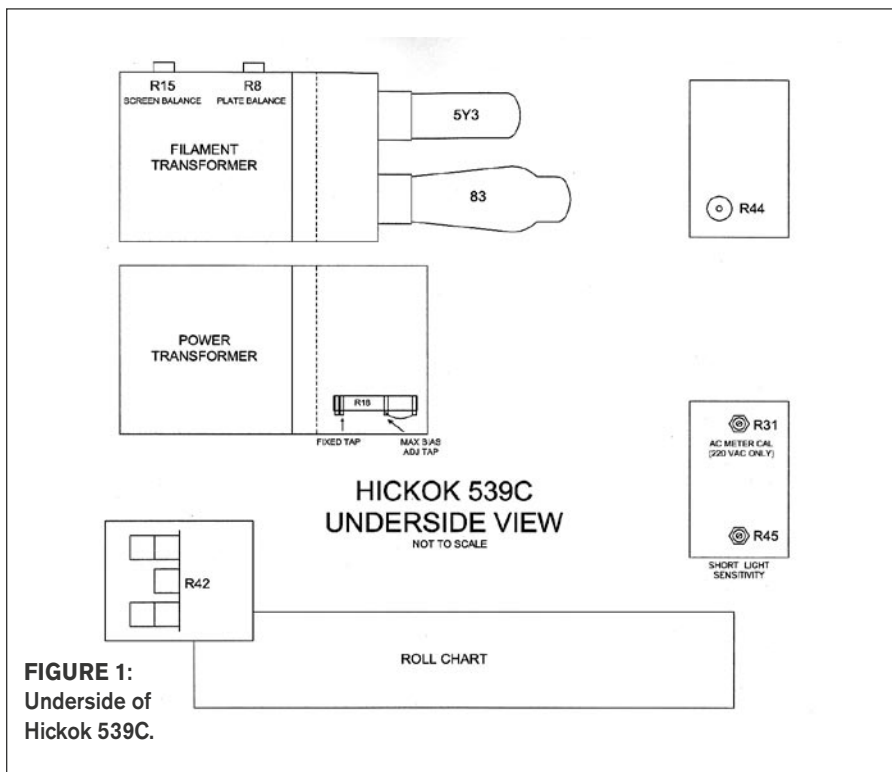 R15
SCREEN BALANCE
R8
PLATE BALANCE
FILAMENT
TRANSFORMER
5Y3
83
R44
POWER
TRANSFORMER
R18
FIXED TAP
MAX BIAS
ADJ TAP
R31
AC METER CAL
(220 VAC ONLY)
HICKOK 539C
UNDERSIDE VIEW
NOT TO SCALE
R45
SHORT LIGHT
SENSITIVITY
R42
ROLL CHART
FIGURE 1:
Underside of
Hickok 539C.